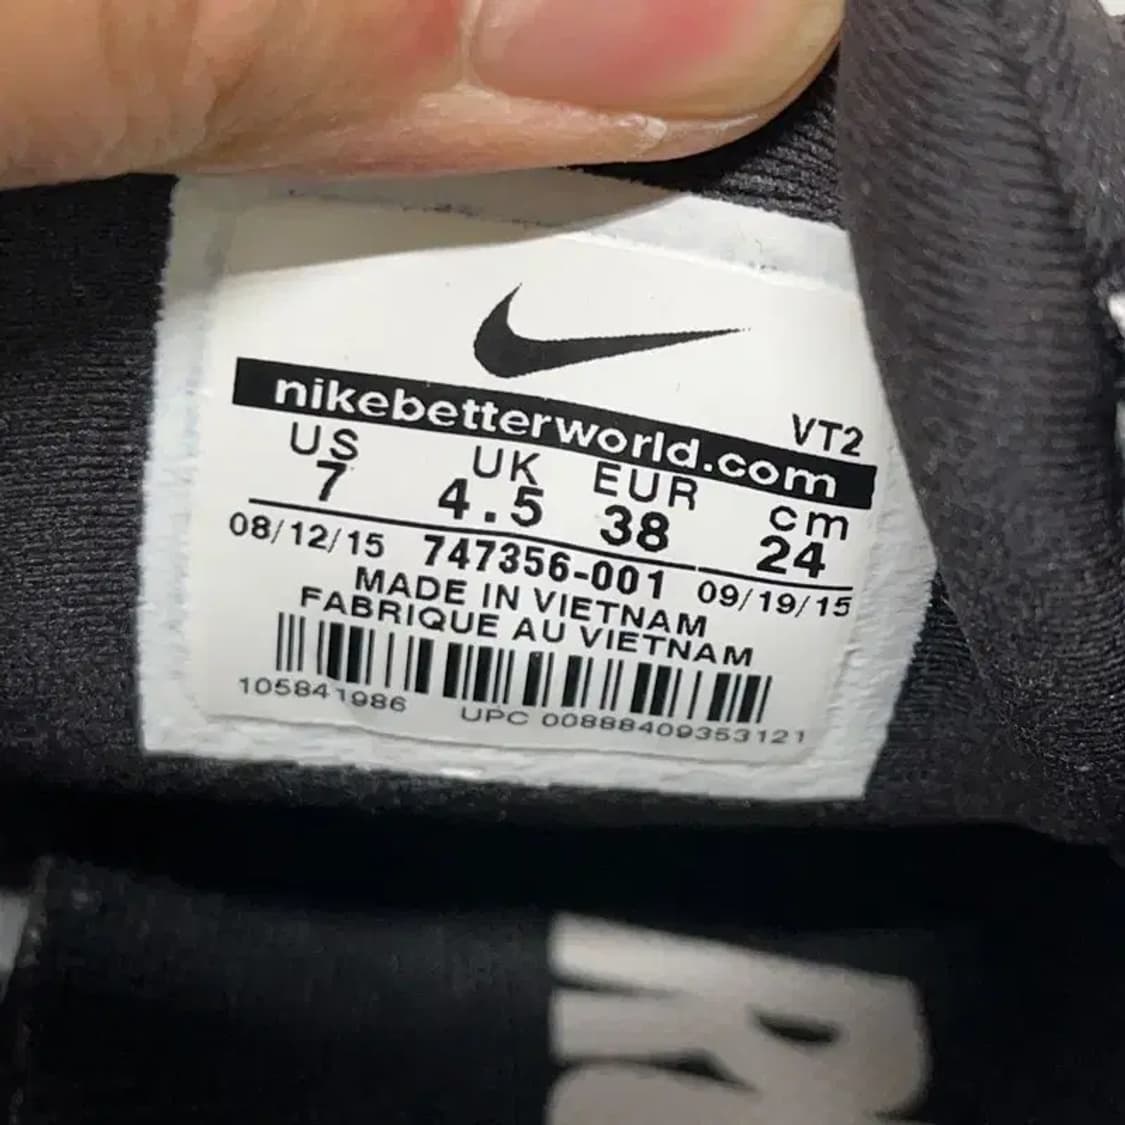 VT2
nikebetterworld.com
US UK EUR cm
7 4.5 38 24
08/12/15 747356-001 09/19/15
MADE IN VIETNAM
FABRIQUE AU VIETNAM
105841986 UPC 00888409353121